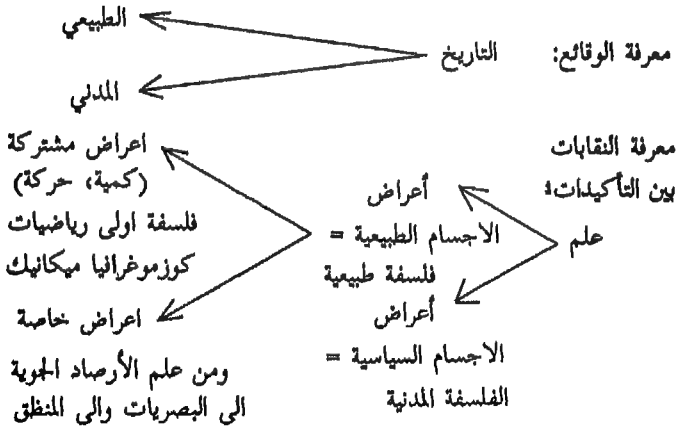 معرفة الوقائع:
التاريخ
الطبيعي
المدني
معرفة النقابات
بين التأكيدات:
علم
أعراض
الاجسام الطبيعية =
فلسفة طبيعية
أعراض
الاجسام السياسية =
الفلسفة المدنية
اعراض مشتركة
(كمية، حركة)
فلسفة اولى رياضيات
كوزموغرافيا ميكانيك
اعراض خاصة
ومن علم الأرصاد الجوية
الى البصريات والى المنظق